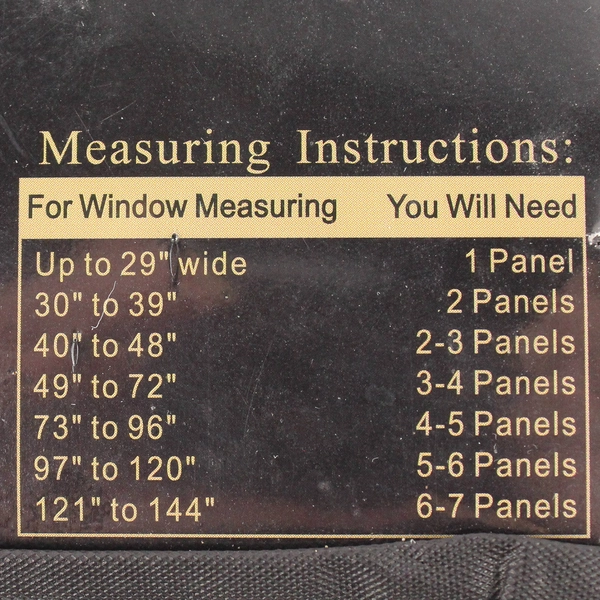 Measuring Instructions:
For Window Measuring You Will Need
Up to 29" wide 1 Panel
30" to 39" 2 Panels
40" to 48" 2-3 Panels
49" to 72" 3-4 Panels
73" to 96" 4-5 Panels
97" to 120" 5-6 Panels
121" to 144" 6-7 Panels